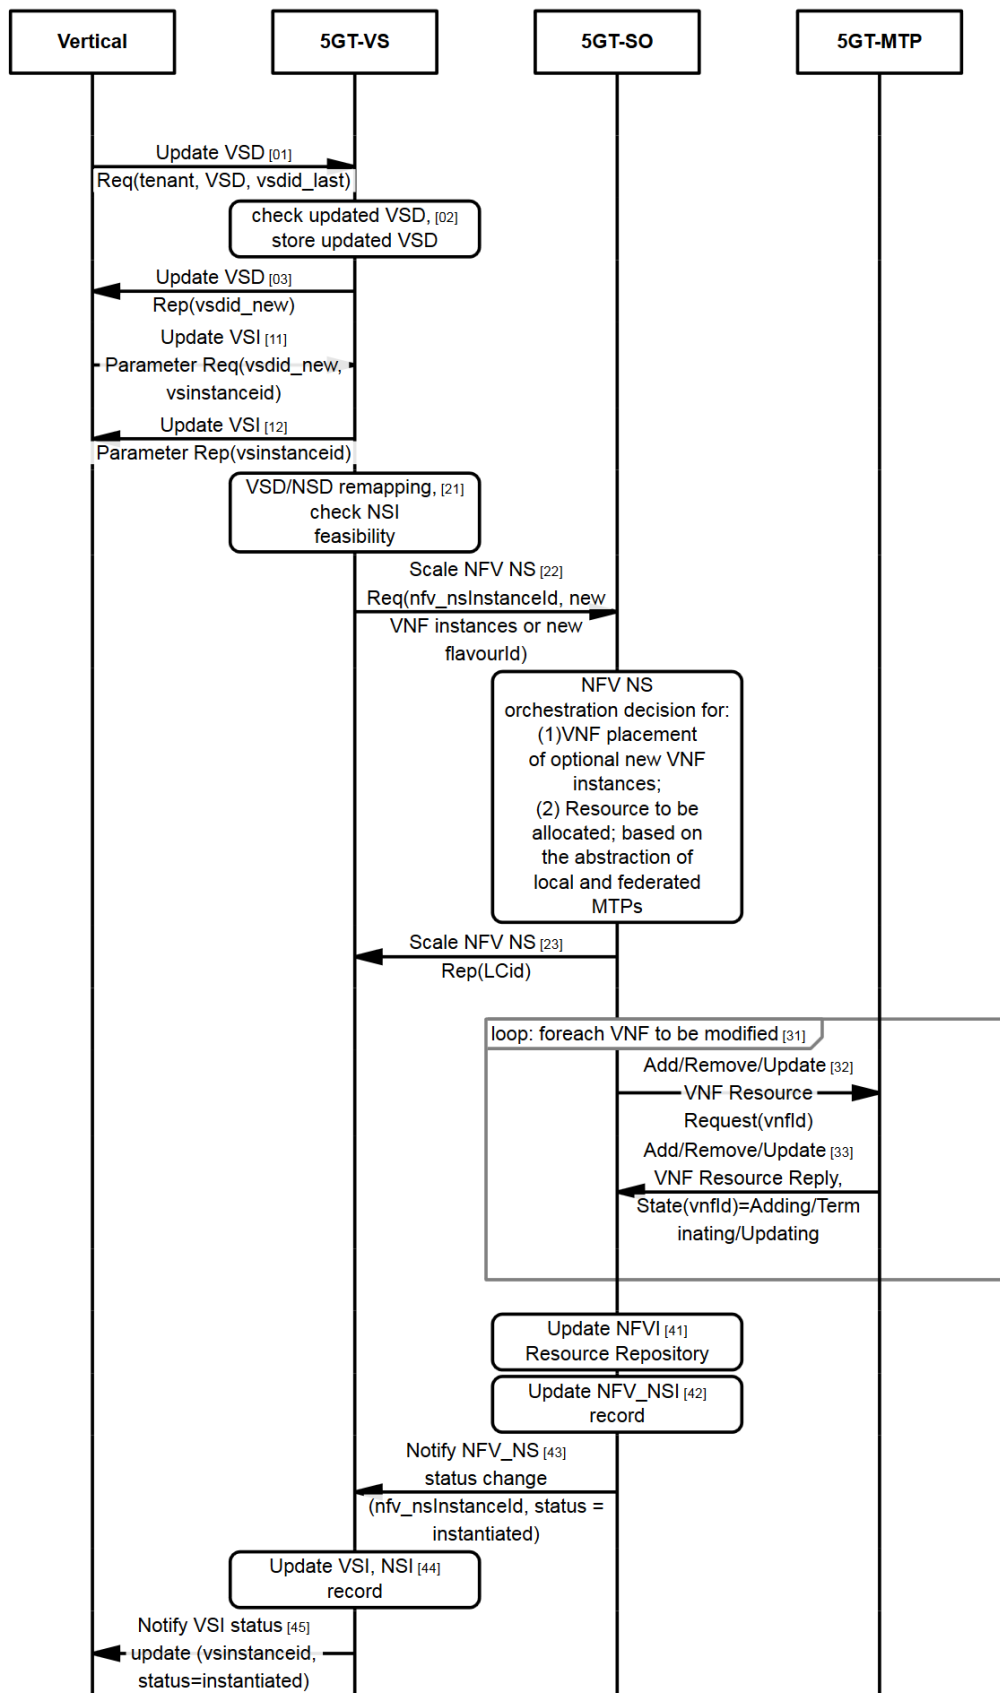 Vertical
5GT-VS
5GT-SO
5GT-MTP
Update VSD [01]
Req(tenant, VSD, vsdid_last)
check updated VSD, [02]
store updated VSD
Update VSD [03]
Rep(vsdid_new)
Update VSI [11]
Parameter Req(vsdid_new,
vsinstanceid)
Update VSI [12]
Parameter Rep(vsinstanceid)
VSD/NSD remapping, [21]
check NSI
feasibility
Scale NFV NS [22]
Req(nfv_nsInstanceId, new
VNF instances or new
flavourId)
NFV NS
orchestration decision for:
(1)VNF placement
of optional new VNF
instances;
(2) Resource to be
allocated; based on
the abstraction of
local and federated
MTPs
Scale NFV NS [23]
Rep(LCid)
loop: foreach VNF to be modified [31]
Add/Remove/Update [32]
VNF Resource
Request(vnfId)
Add/Remove/Update [33]
VNF Resource Reply,
State(vnfId)=Adding/Term
inating/Updating
Update NFVI [41]
Resource Repository
Update NFV_NSI [42]
record
Notify NFV_NS [43]
status change
(nfv_nsInstanceId, status =
instantiated)
Update VSI, NSI [44]
record
Notify VSI status [45]
update (vsinstanceid,
status=instantiated)